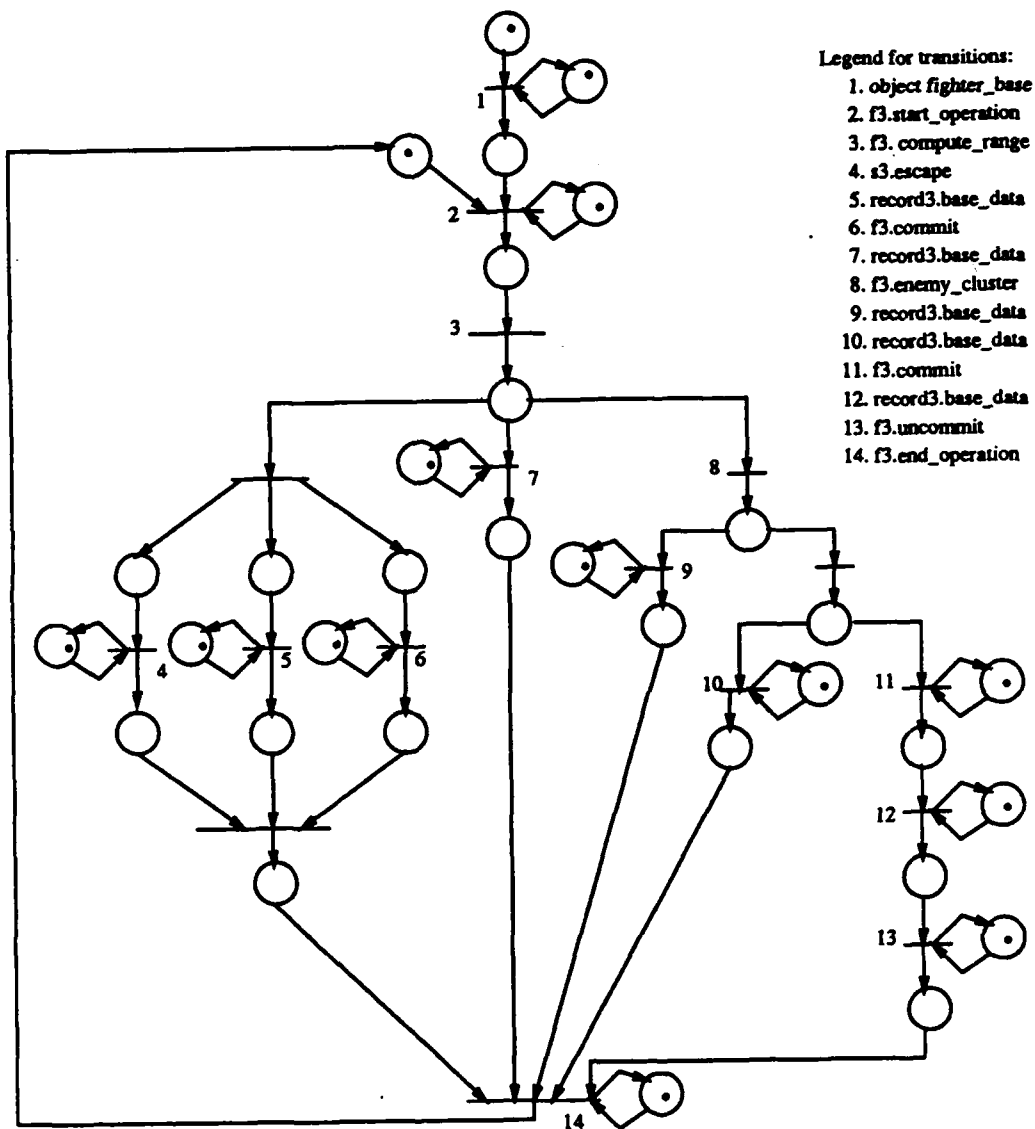 Legend for transitions:
1. object fighter_base
2. f3.start_operation
3. f3. compute_range
4. s3.escape
5. record3.base_data
6. f3.commit
7. record3.base_data
8. f3.enemy_cluster
9. record3.base_data
10. record3.base_data
11. f3.commit
12. record3.base_data
13. f3.uncommit
14. f3.end_operation
1
2
3
7
8
9
4
5
6
10
11
12
13
14